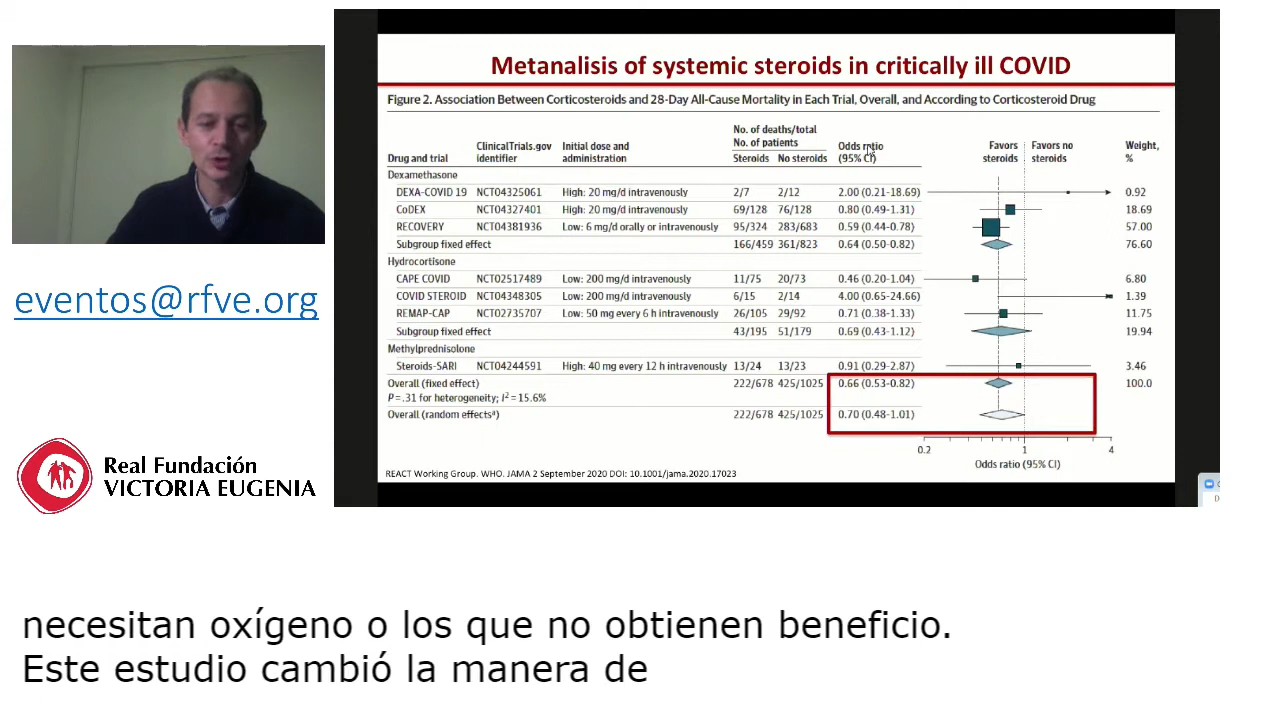 Metanalisis of systemic steroids in critically ill COVID
Figure 2. Association Between Corticosteroids and 28-Day All-Cause Mortality in Each Trial, Overall, and According to Corticosteroid Drug
Drug and trial ClinicalTrials.gov identifier Initial dose and administration No. of deaths/total No. of patients Steroids No steroids Odds ratio (95% CI) Favors steroids Favors no steroids Weight, %
Dexamethasone
DEXA-COVID 19 NCT04325061 High: 20 mg/d intravenously 2/7 2/12 2.00 (0.21-18.69) 0.92
CoDEX NCT04327401 High: 20 mg/d intravenously 69/128 76/128 0.80 (0.49-1.31) 18.69
RECOVERY NCT04381936 Low: 6 mg/d orally or intravenously 95/324 283/683 0.59 (0.44-0.78) 57.00
Subgroup fixed effect 166/459 361/823 0.64 (0.50-0.82) 76.60
Hydrocortisone
CAPE COVID NCT02517489 Low: 200 mg/d intravenously 11/75 20/73 0.46 (0.20-1.04) 6.80
COVID STEROID NCT04348305 Low: 200 mg/d intravenously 6/15 2/14 4.00 (0.65-24.66) 1.39
REMAP-CAP NCT02735707 Low: 50 mg every 6 h intravenously 26/105 29/92 0.71 (0.38-1.33) 11.75
Subgroup fixed effect 43/195 51/179 0.69 (0.43-1.12) 19.94
Methylprednisolone
Steroids-SARI NCT04244591 High: 40 mg every 12 h intravenously 13/24 13/23 0.91 (0.29-2.87) 3.46
Overall (fixed effect) 222/678 425/1025 0.66 (0.53-0.82) 100.0
P = .31 for heterogeneity; I² = 15.6%
Overall (random effectsᵃ) 222/678 425/1025 0.70 (0.48-1.01)
0.2 1 4
Odds ratio (95% CI)
REACT Working Group. WHO. JAMA 2 September 2020 DOI: 10.1001/jama.2020.17023
eventos@rfve.org
Real Fundación
VICTORIA EUGENIA
necesitan oxígeno o los que no obtienen beneficio.
Este estudio cambió la manera de